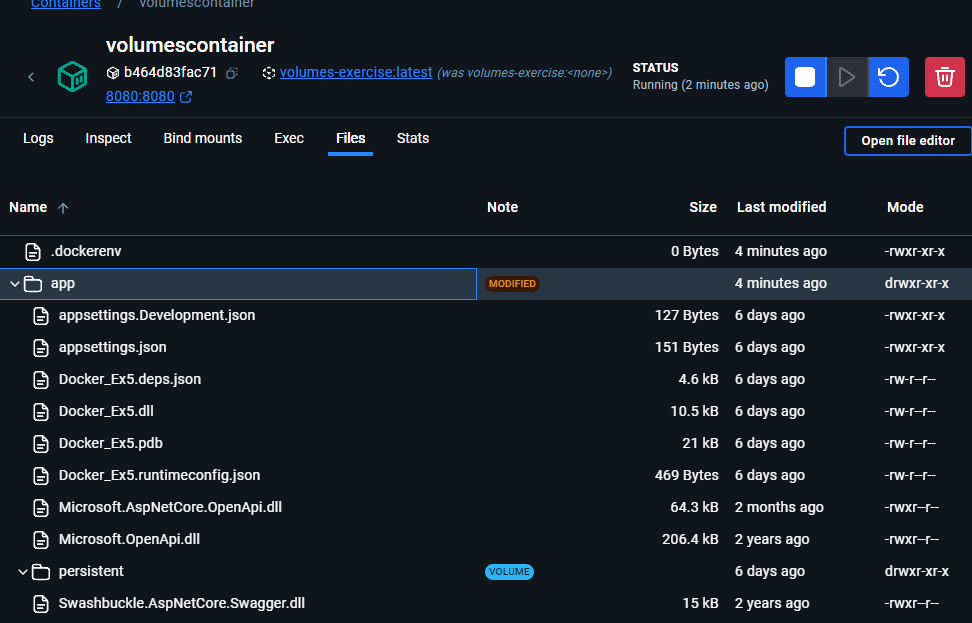 Containers / volumescontainer
volumescontainer
b464d83fac71 volumes-exercise:latest (was volumes-exercise:<none>)
8080:8080
STATUS
Running (2 minutes ago)
Logs Inspect Bind mounts Exec Files Stats
Open file editor
Name Note Size Last modified Mode
.dockerenv 0 Bytes 4 minutes ago -rwxr-xr-x
app MODIFIED 4 minutes ago drwxr-xr-x
appsettings.Development.json 127 Bytes 6 days ago -rwxr-xr-x
appsettings.json 151 Bytes 6 days ago -rwxr-xr-x
Docker_Ex5.deps.json 4.6 kB 6 days ago -rw-r--r--
Docker_Ex5.dll 10.5 kB 6 days ago -rw-r--r--
Docker_Ex5.pdb 21 kB 6 days ago -rw-r--r--
Docker_Ex5.runtimeconfig.json 469 Bytes 6 days ago -rw-r--r--
Microsoft.AspNetCore.OpenApi.dll 64.3 kB 2 months ago -rwxr--r--
Microsoft.OpenApi.dll 206.4 kB 2 years ago -rwxr--r--
persistent VOLUME 6 days ago drwxr-xr-x
Swashbuckle.AspNetCore.Swagger.dll 15 kB 2 years ago -rwxr--r--